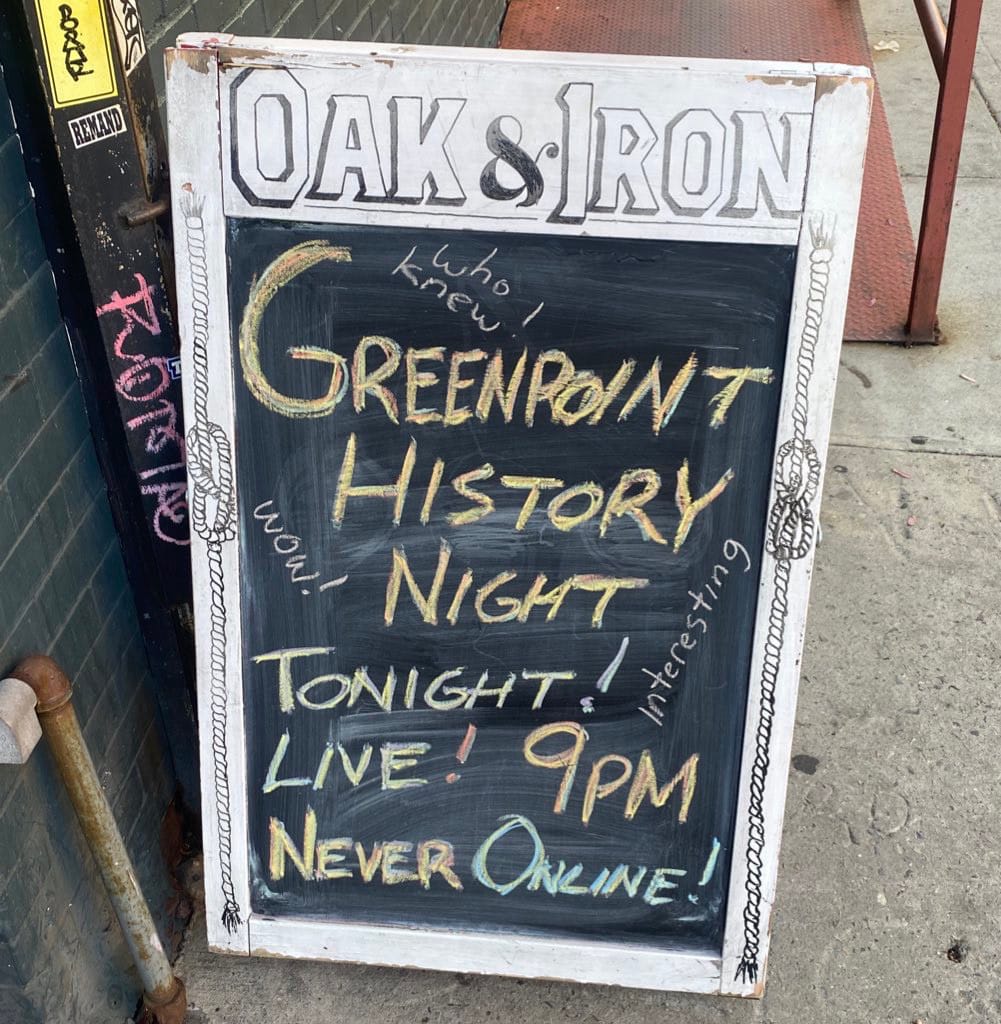 REMAND
OAK & IRON
who
knew!
GREENPOINT
HISTORY
wow!
NIGHT
Interesting
TONIGHT!
LIVE! 9PM
NEVER ONLINE!